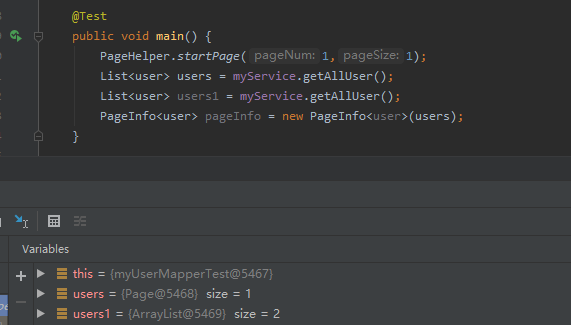 @Test
public void main() {
PageHelper.startPage( pageNum: 1, pageSize: 1);
List<user> users = myService.getAllUser();
List<user> users1 = myService.getAllUser();
PageInfo<user> pageInfo = new PageInfo<user>(users);
}
Variables
this = {myUserMapperTest@5467}
users = {Page@5468} size = 1
users1 = {ArrayList@5469} size = 2